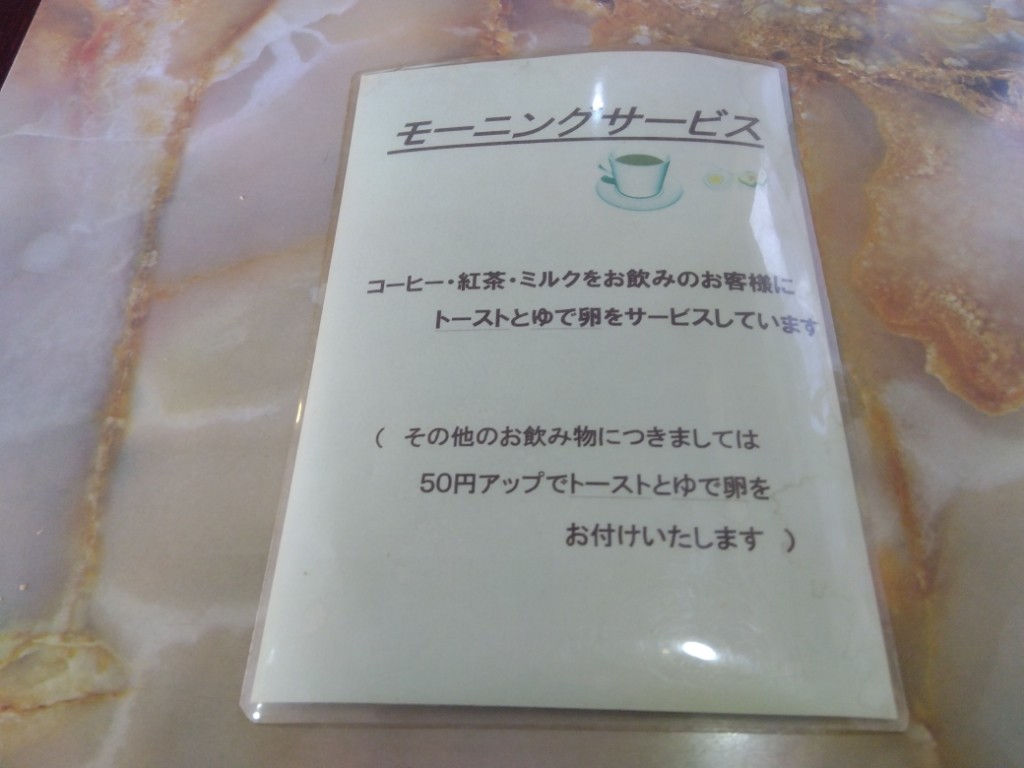 モーニングサービス
コーヒー・紅茶・ミルクをお飲みのお客様に
トーストとゆで卵をサービスしています
( その他のお飲み物につきましては
50円アップでトーストとゆで卵を
お付けいたします )